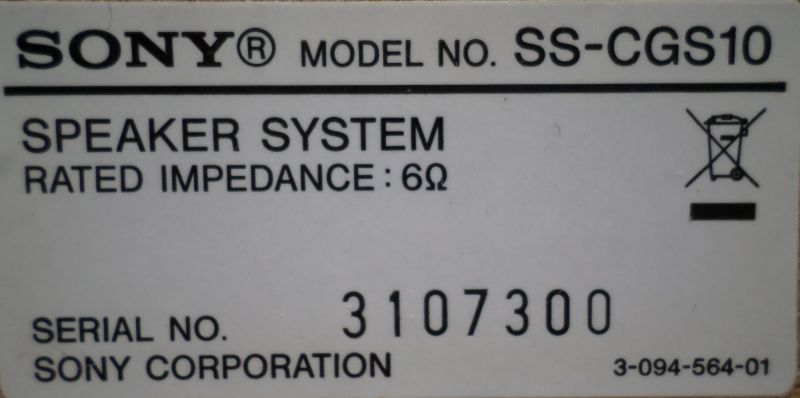 SONY® MODEL NO. SS-CGS10
SPEAKER SYSTEM
RATED IMPEDANCE : 6Ω
SERIAL NO. 3107300
SONY CORPORATION 3-094-564-01